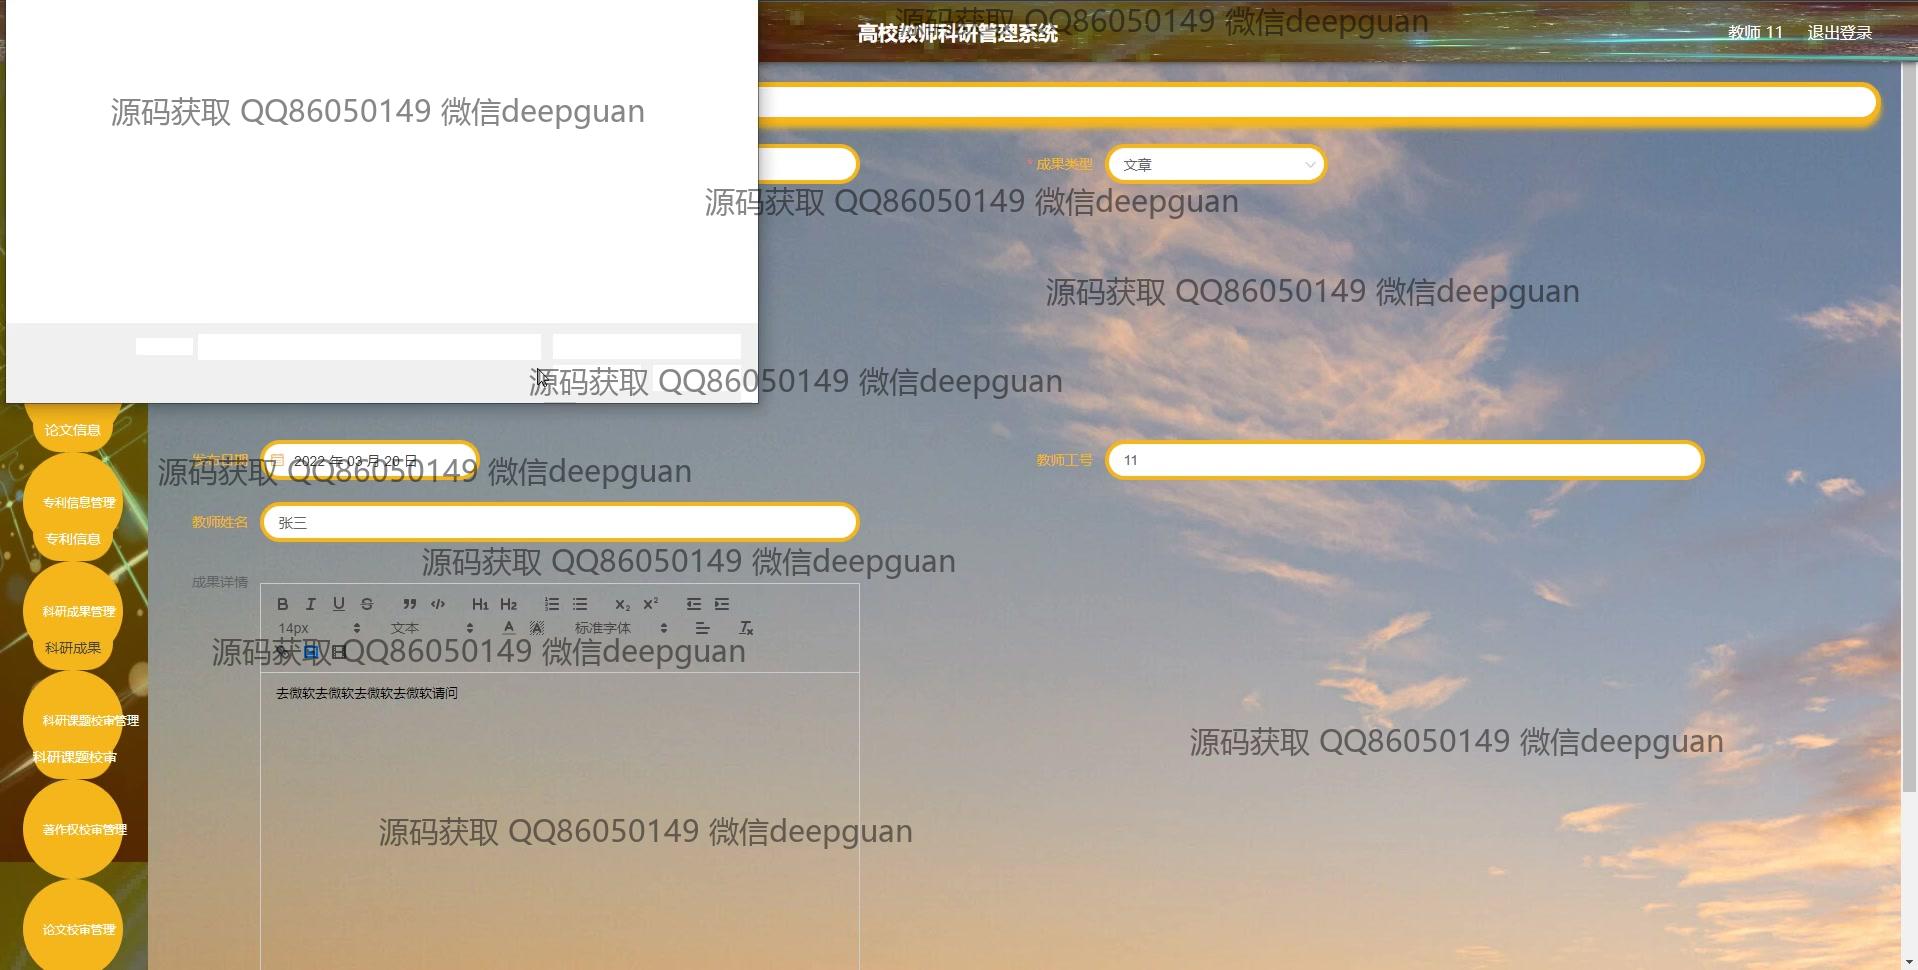 源码获取 QQ86050149 微信deepguan
高校教师科研管理系统
教师 11
退出登录
源码获取 QQ86050149 微信deepguan
成果类型
文章
源码获取 QQ86050149 微信deepguan
源码获取 QQ86050149 微信deepguan
源码获取 QQ86050149 微信deepguan
论文信息
发布日期
2022 年 03 月 20 日
教师工号
11
源码获取 QQ86050149 微信deepguan
专利信息管理
教师姓名
张三
专利信息
源码获取 QQ86050149 微信deepguan
成果详情
科研成果管理
B I U S H1 H2 X2 X2
14px
文本
标准字体
科研成果
源码获取 QQ86050149 微信deepguan
去微软去微软去微软去微软请问
科研课题校审管理
源码获取 QQ86050149 微信deepguan
科研课题校审
著作权校审管理
源码获取 QQ86050149 微信deepguan
论文校审管理